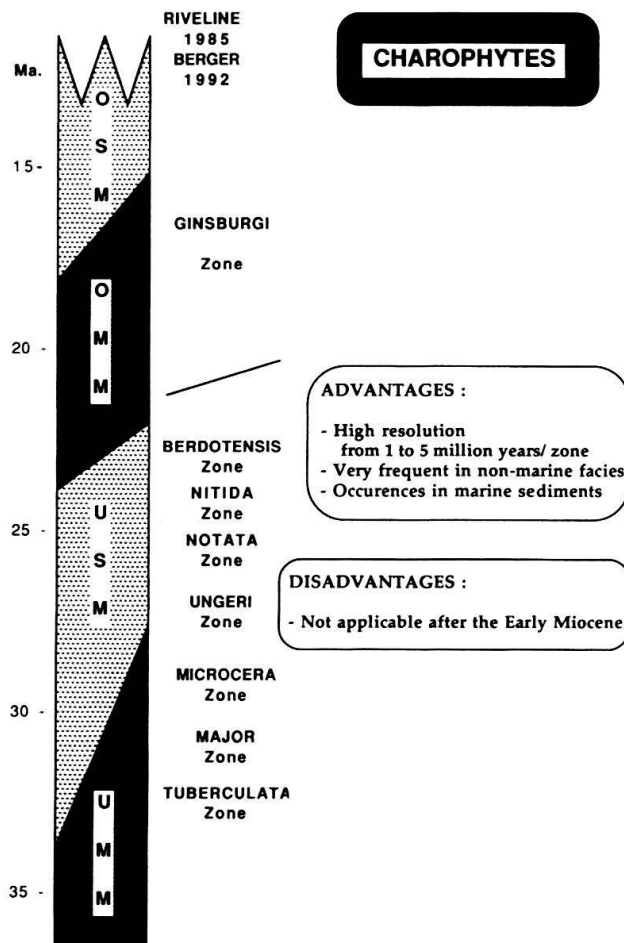 RIVELINE
1985
BERGER
1992
CHAROPHYTES
Ma.
O
S
M
15-
GINSBURGI
Zone
O
M
M
20 -
ADVANTAGES :
- High resolution
from 1 to 5 million years/ zone
- Very frequent in non-marine facies
- Occurences in marine sediments
BERDOTENSIS
Zone
NITIDA
Zone
25 -
U
S
M
NOTATA
Zone
DISADVANTAGES :
- Not applicable after the Early Miocene
UNGERI
Zone
MICROCERA
Zone
30 -
MAJOR
Zone
TUBERCULATA
Zone
U
M
M
35 -